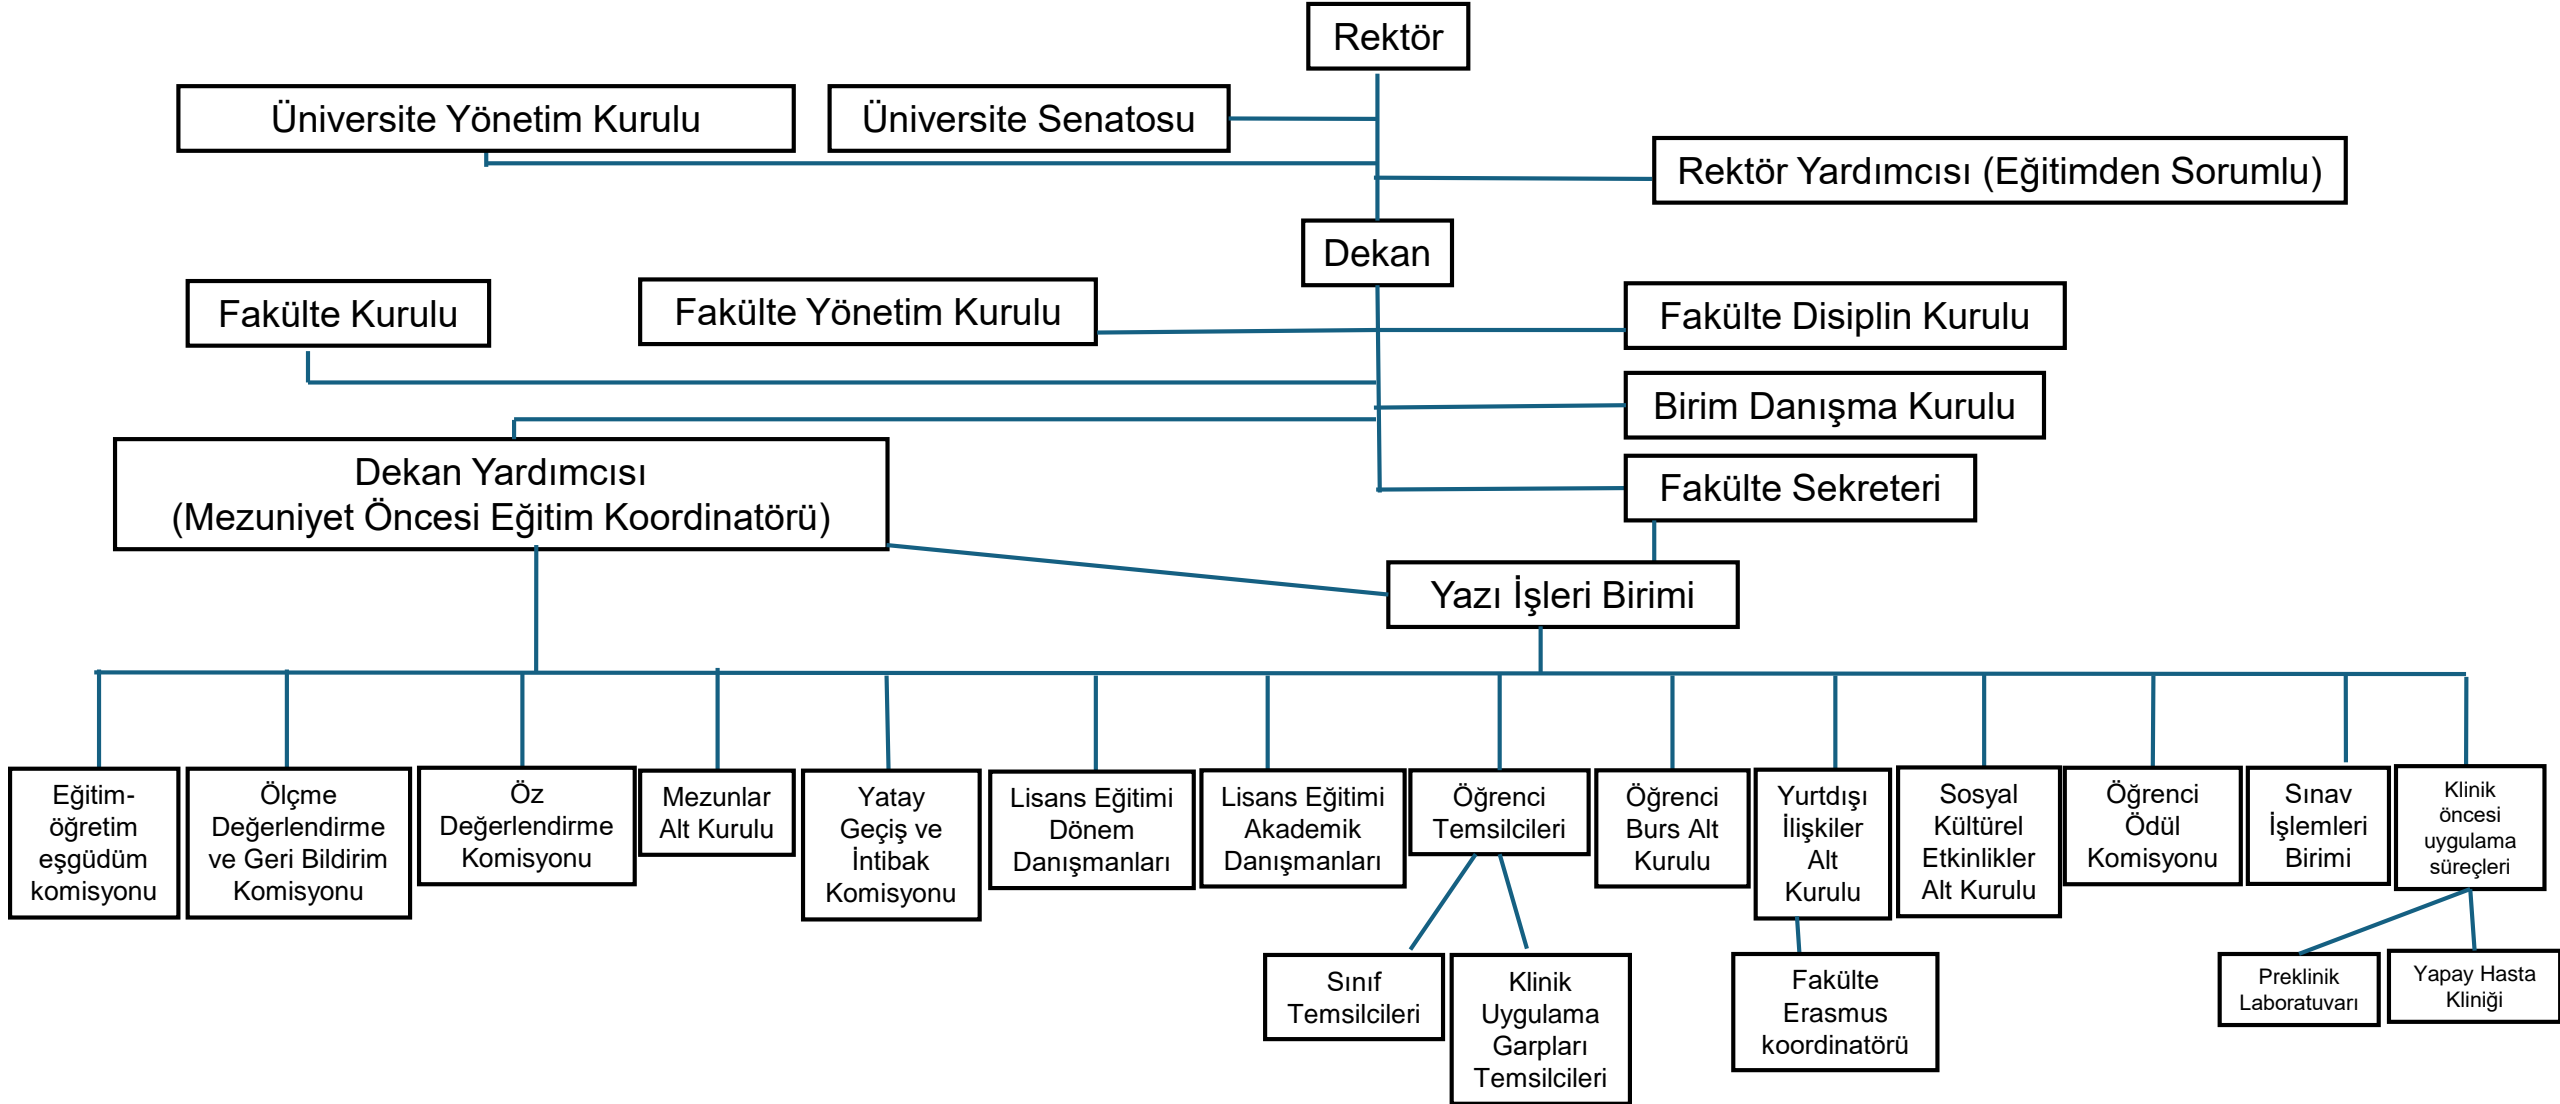 Rektör
Üniversite Yönetim Kurulu
Üniversite Senatosu
Rektör Yardımcısı (Eğitimden Sorumlu)
Dekan
Fakülte Kurulu
Fakülte Yönetim Kurulu
Fakülte Disiplin Kurulu
Birim Danışma Kurulu
Dekan Yardımcısı
(Mezuniyet Öncesi Eğitim Koordinatörü)
Fakülte Sekreteri
Yazı İşleri Birimi
Eğitim-
öğretim
eşgüdüm
komisyonu
Ölçme
Değerlendirme
ve Geri Bildirim
Komisyonu
Öz
Değerlendirme
Komisyonu
Mezunlar
Alt Kurulu
Yatay
Geçiş ve
İntibak
Komisyonu
Lisans Eğitimi
Dönem
Danışmanları
Lisans Eğitimi
Akademik
Danışmanları
Öğrenci
Temsilcileri
Öğrenci
Burs Alt
Kurulu
Yurtdışı
İlişkiler
Alt
Kurulu
Sosyal
Kültürel
Etkinlikler
Alt Kurulu
Öğrenci
Ödül
Komisyonu
Sınav
İşlemleri
Birimi
Klinik
öncesi
uygulama
süreçleri
Sınıf
Temsilcileri
Klinik
Uygulama
Garpları
Temsilcileri
Fakülte
Erasmus
koordinatörü
Preklinik
Laboratuvarı
Yapay Hasta
Kliniği